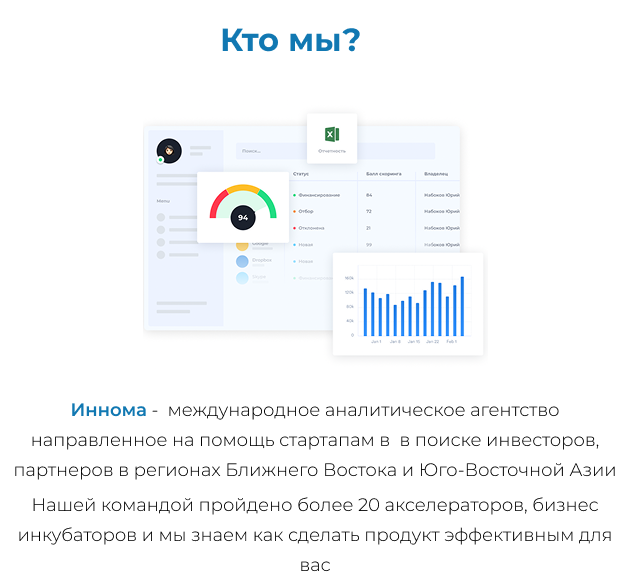 Кто мы?
Поиск...
Отчетность
Статус Балл скоринга Владелец
Финансирование 94 Набоков Юрий
Отбор 72 Набоков Юрий
Отклонена 21 Набоков Юрий
Новая 94 Набоков Юрий
Новая
Menu
94
Google
Dropbox
160k
120k
80k
40k
0
Jan 1 Jan 8 Jan 15 Jan 22 Feb 1
Иннома - международное аналитическое агентство
направленное на помощь стартапам в в поиске инвесторов,
партнеров в регионах Ближнего Востока и Юго-Восточной Азии
Нашей командой пройдено более 20 акселераторов, бизнес
инкубаторов и мы знаем как сделать продукт эффективным для
вас